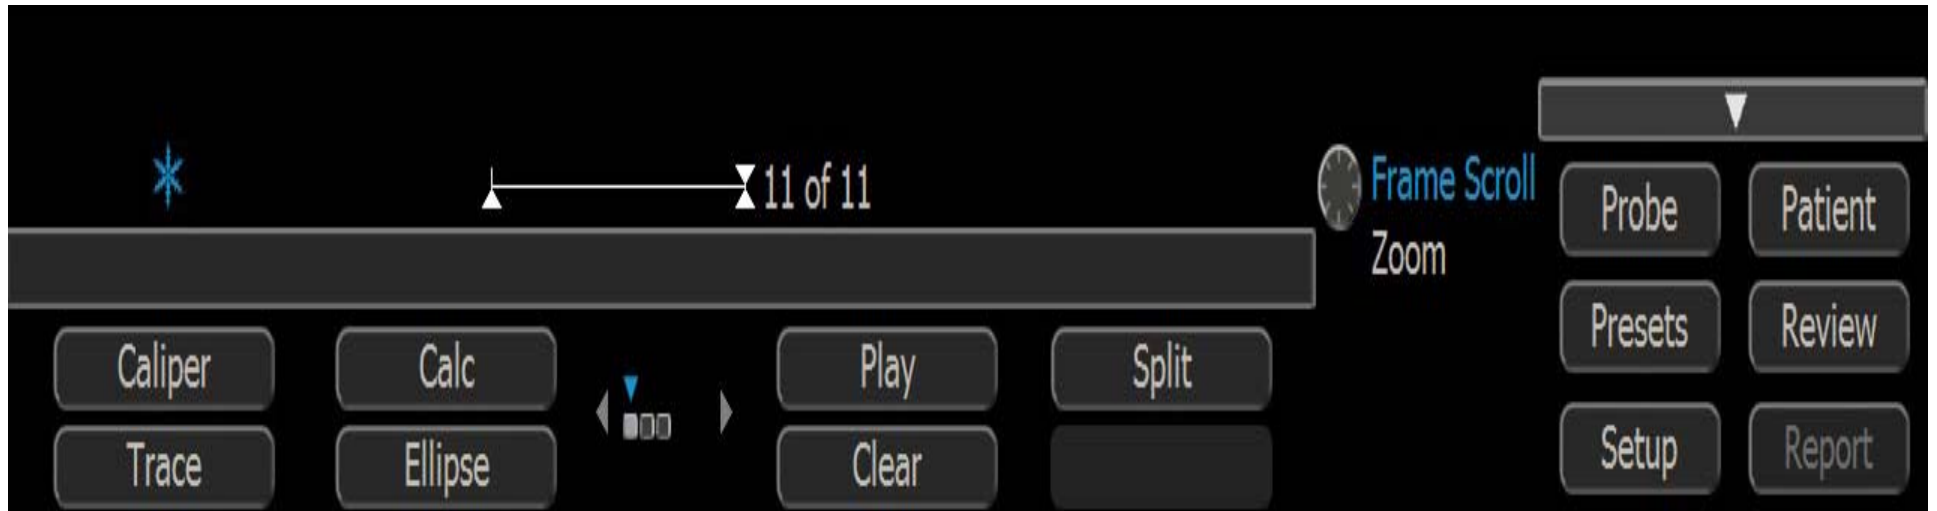 11 of 11
Frame Scroll
Zoom
Probe
Patient
Presets
Review
Caliper
Calc
Play
Split
Trace
Ellipse
Clear
Setup
Report